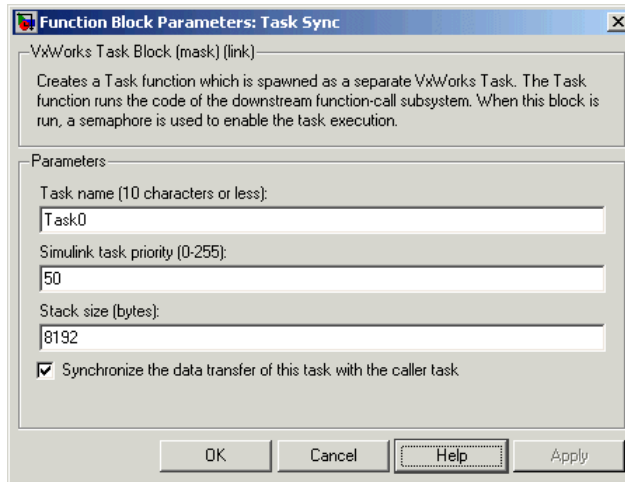 Function Block Parameters: Task Sync
VxWorks Task Block (mask) (link)
Creates a Task function which is spawned as a separate VxWorks Task. The Task
function runs the code of the downstream function-call subsystem. When this block is
run, a semaphore is used to enable the task execution.
Parameters
Task name (10 characters or less):
Task0
Simulink task priority (0-255):
50
Stack size (bytes):
8192
Synchronize the data transfer of this task with the caller task
OK Cancel Help Apply